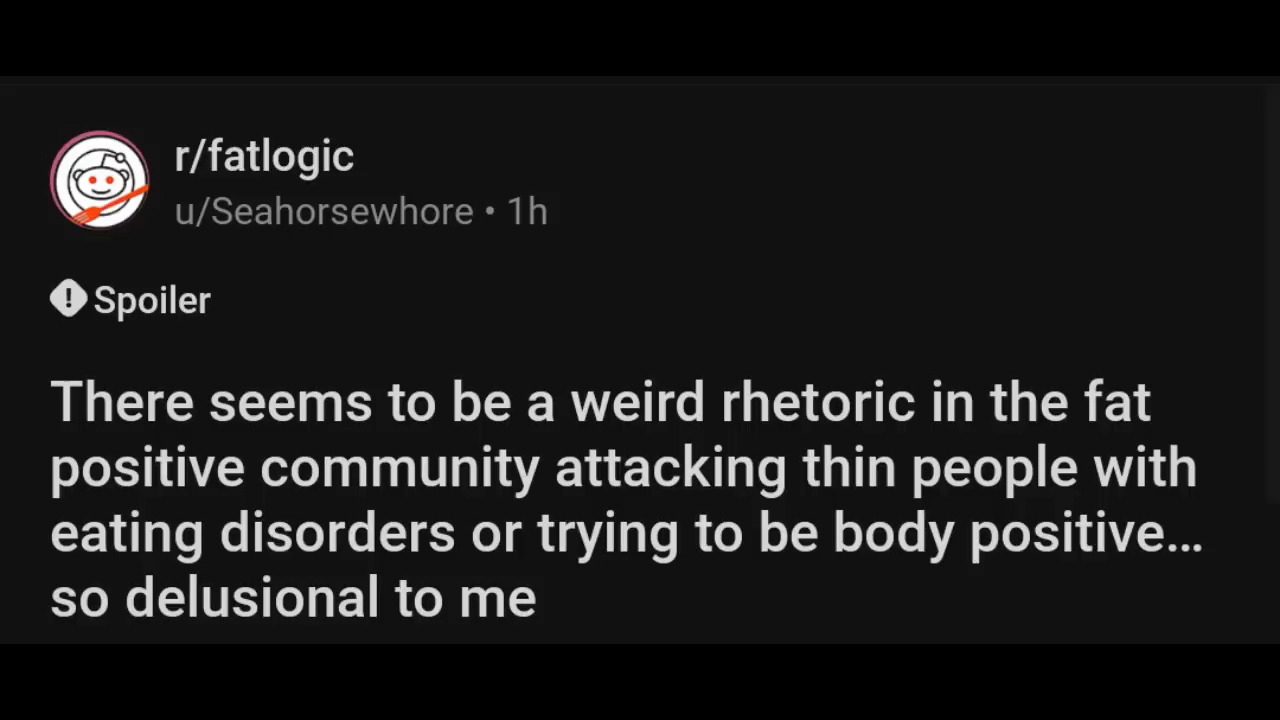 r/fatlogic
u/Seahorsewhore • 1h
Spoiler
There seems to be a weird rhetoric in the fat
positive community attacking thin people with
eating disorders or trying to be body positive...
so delusional to me